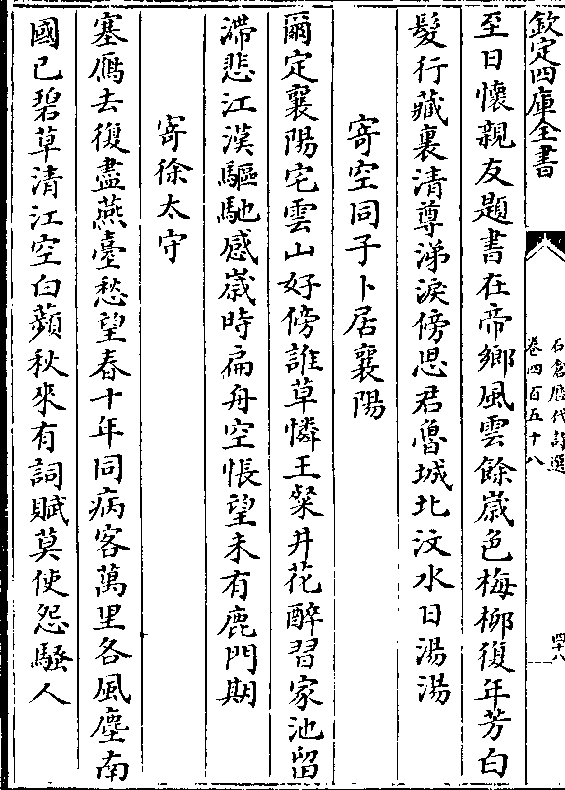 欽定四庫全書
石倉歷代詩選
卷四百五十八
四十八
至日懷親友題書在帝鄉風雲餘歲色梅柳復年芳白
髮行藏裏清尊涕淚傍思君魯城北汶水日湯湯
寄空同子卜居襄陽
爾定襄陽宅雲山好傍誰草憐王粲井花醉習家池留
滯悲江漢驅馳感歲時扁舟空悵望未有鹿門期
寄徐太守
塞鴈去復盡燕臺愁望春十年同病客萬里各風塵南
國已碧草清江空白蘋秋來有詞賦莫使怨騷人